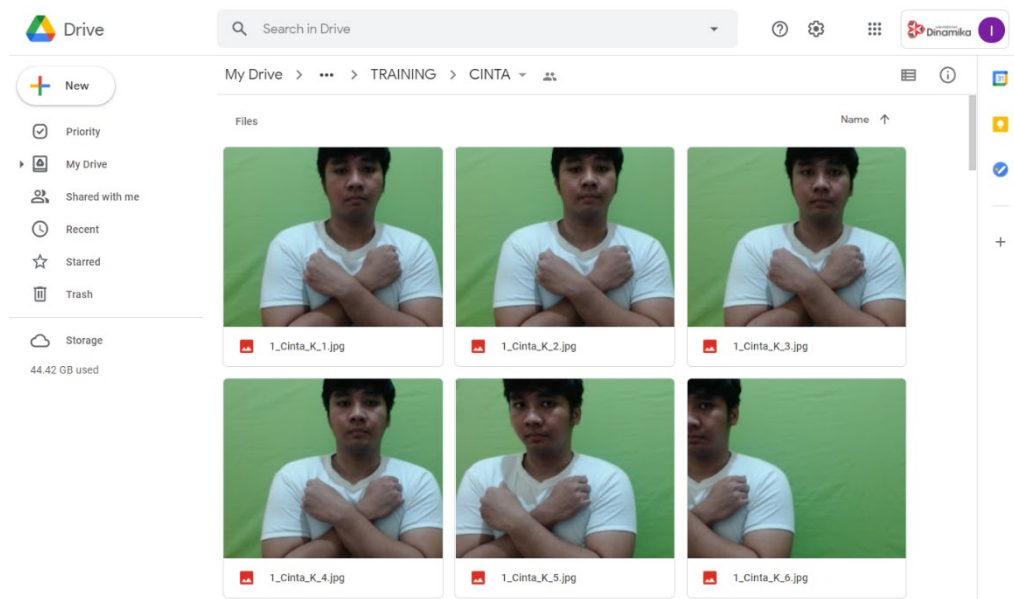 Drive
Search in Drive
UNIVERSITAS
Dinamika
I
New
My Drive > ••• > TRAINING > CINTA
31
Priority
My Drive
Shared with me
Recent
Starred
Trash
Storage
44.42 GB used
Files
Name
1_Cinta_K_1.jpg
1_Cinta_K_2.jpg
1_Cinta_K_3.jpg
1_Cinta_K_4.jpg
1_Cinta_K_5.jpg
1_Cinta_K_6.jpg